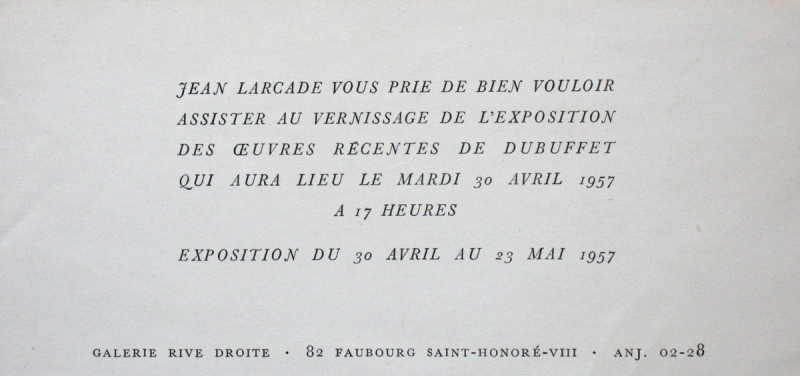 JEAN LARCADE VOUS PRIE DE BIEN VOULOIR
ASSISTER AU VERNISSAGE DE L'EXPOSITION
DES ŒUVRES RÉCENTES DE DUBUFFET
QUI AURA LIEU LE MARDI 30 AVRIL 1957
A 17 HEURES
EXPOSITION DU 30 AVRIL AU 23 MAI 1957
GALERIE RIVE DROITE · 82 FAUBOURG SAINT-HONORÉ-VIII · ANJ. 02-28